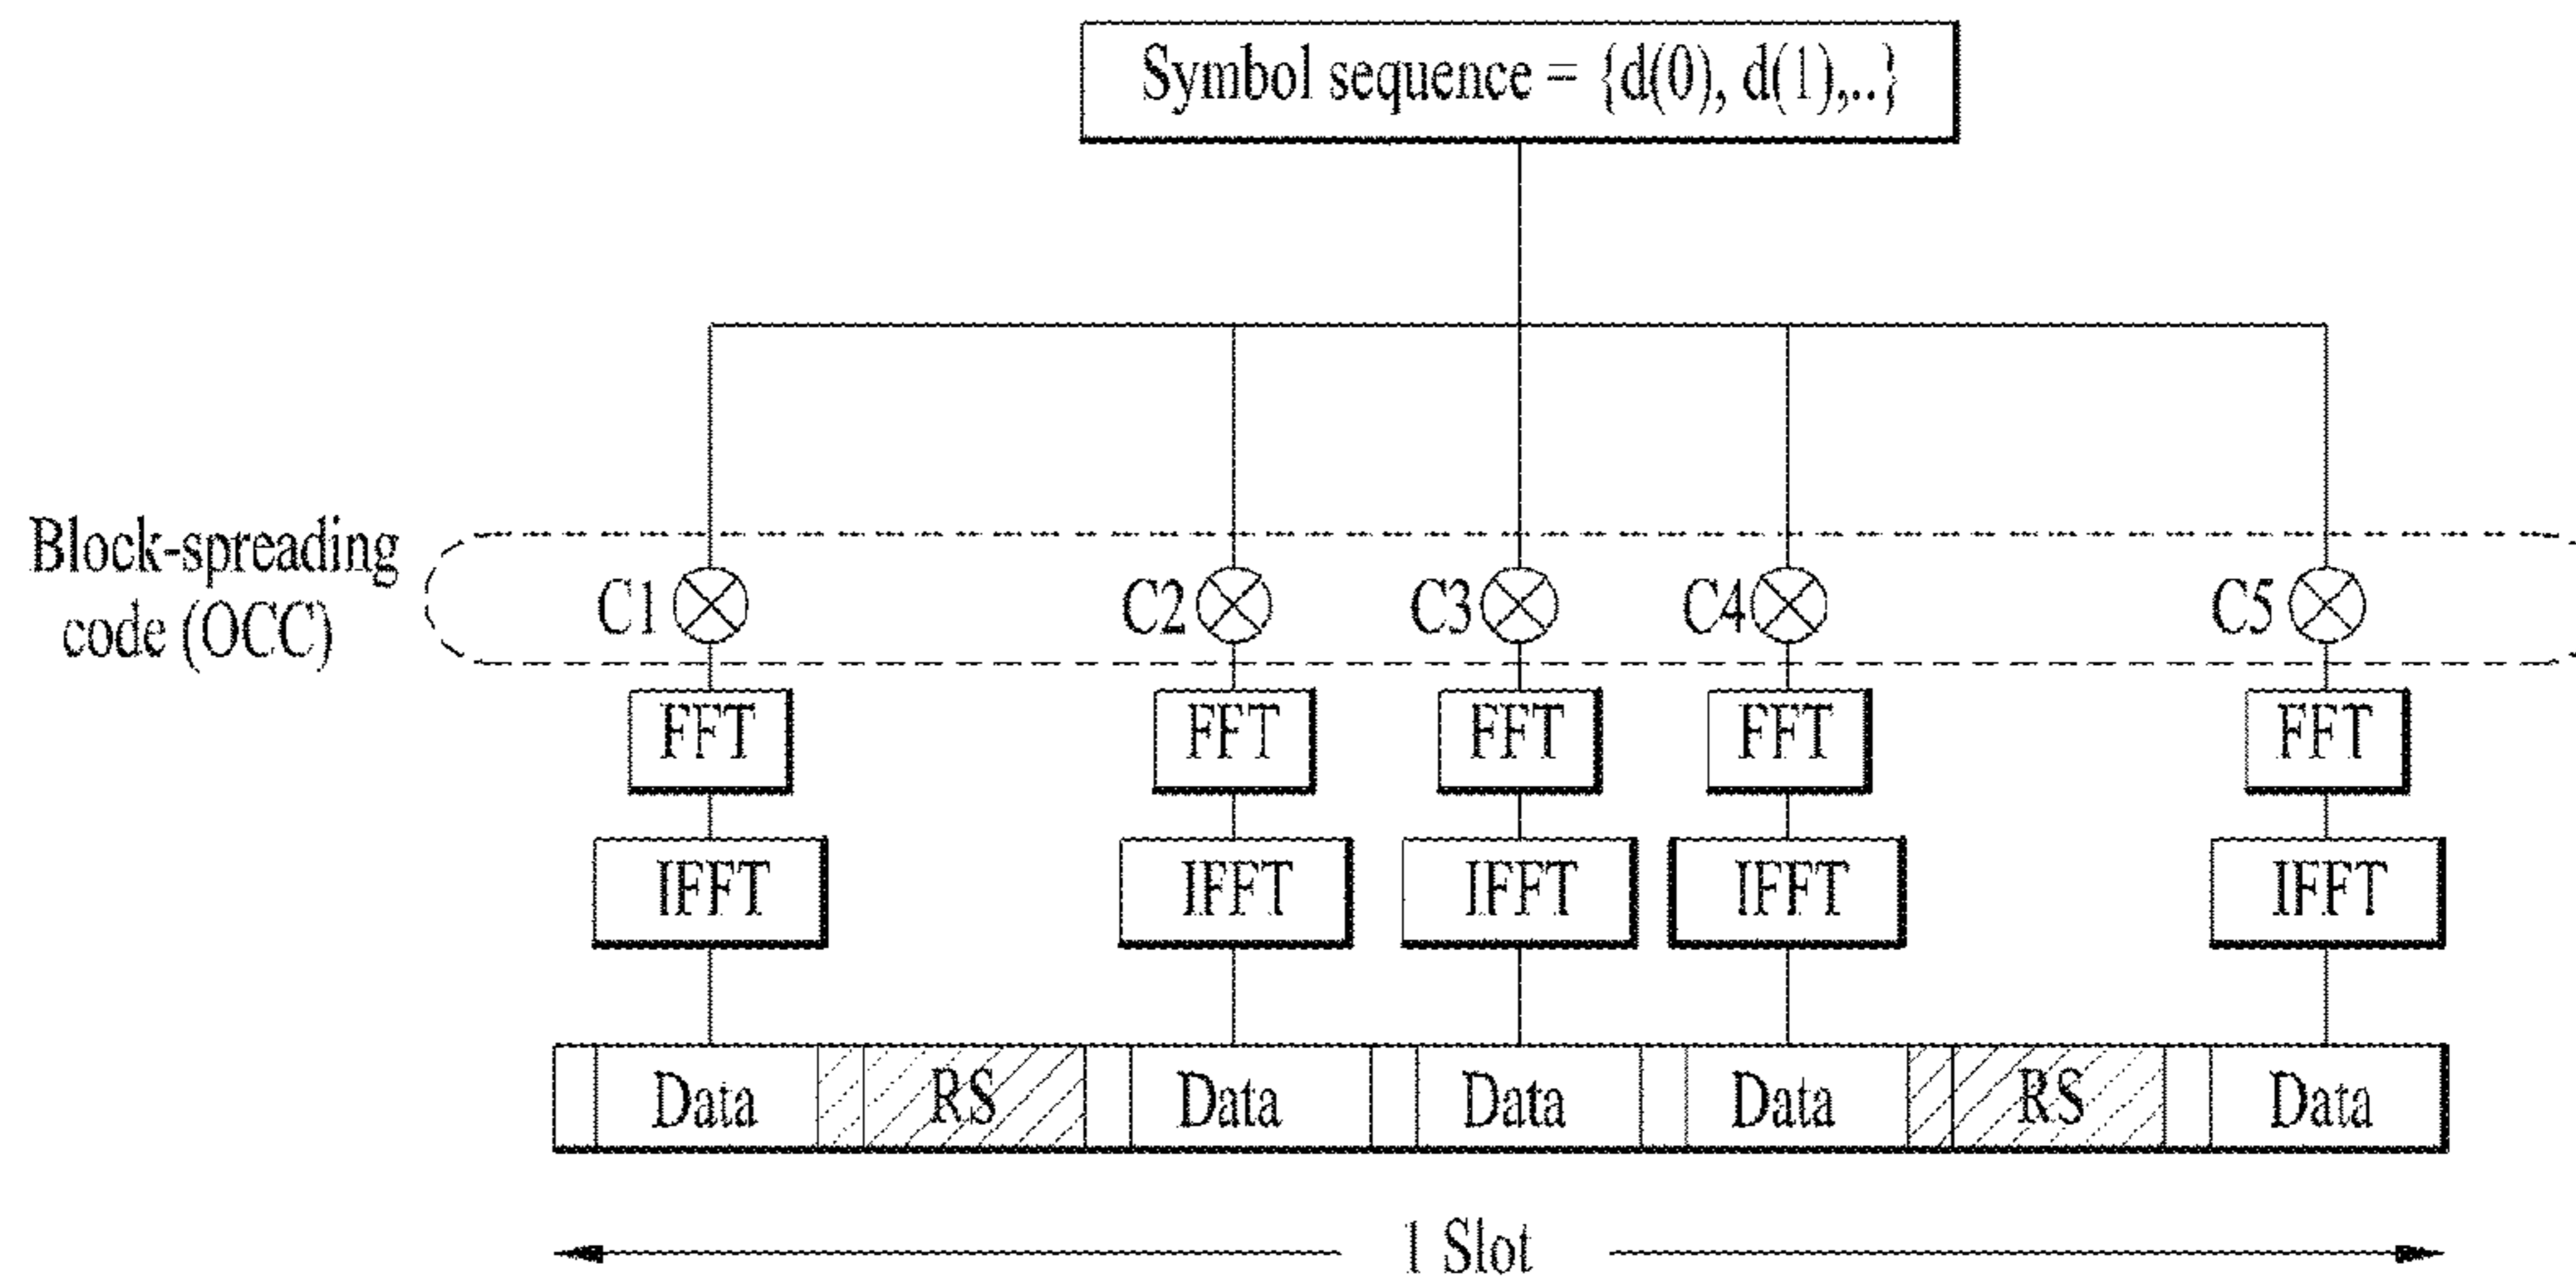 Symbol sequence = {d(0), d(1),..}
Block-spreading
code (OCC)
C1 C2 C3 C4 C5
FFT FFT FFT FFT FFT
IFFT IFFT IFFT IFFT IFFT
Data RS Data Data Data RS Data
1 Slot